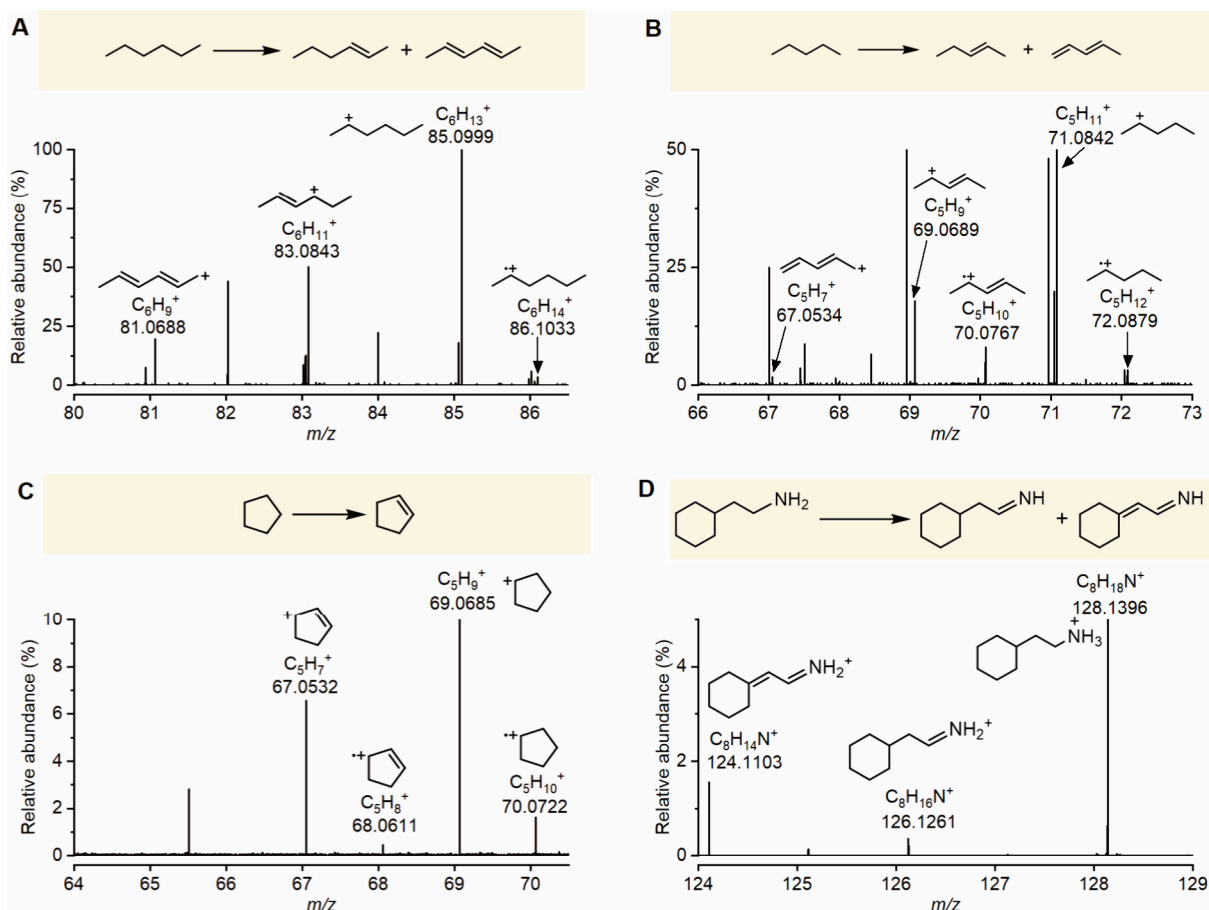 A
+
C₆H₁₃⁺
85.0999
+
+
C₆H₁₁⁺
83.0843
+
C₆H₉⁺
81.0688
·+
C₆H₁₄⁺
86.1033
Relative abundance (%)
100
75
50
25
0
80 81 82 83 84 85 86
m/z
B
+
C₅H₁₁⁺
71.0842
+
+
C₅H₉⁺
69.0689
+
C₅H₇⁺
67.0534
·+
C₅H₁₀⁺
70.0767
·+
C₅H₁₂⁺
72.0879
Relative abundance (%)
50
25
0
66 67 68 69 70 71 72 73
m/z
C
C₅H₉⁺
69.0685
+
+
C₅H₇⁺
67.0532
·+
C₅H₈⁺
68.0611
·+
C₅H₁₀⁺
70.0722
Relative abundance (%)
10
8
6
4
2
0
64 65 66 67 68 69 70
m/z
D
NH₂
NH
+
NH
C₈H₁₈N⁺
128.1396
NH₃⁺
NH₂⁺
C₈H₁₄N⁺
124.1103
NH₂⁺
C₈H₁₆N⁺
126.1261
Relative abundance (%)
4
2
0
124 125 126 127 128 129
m/z